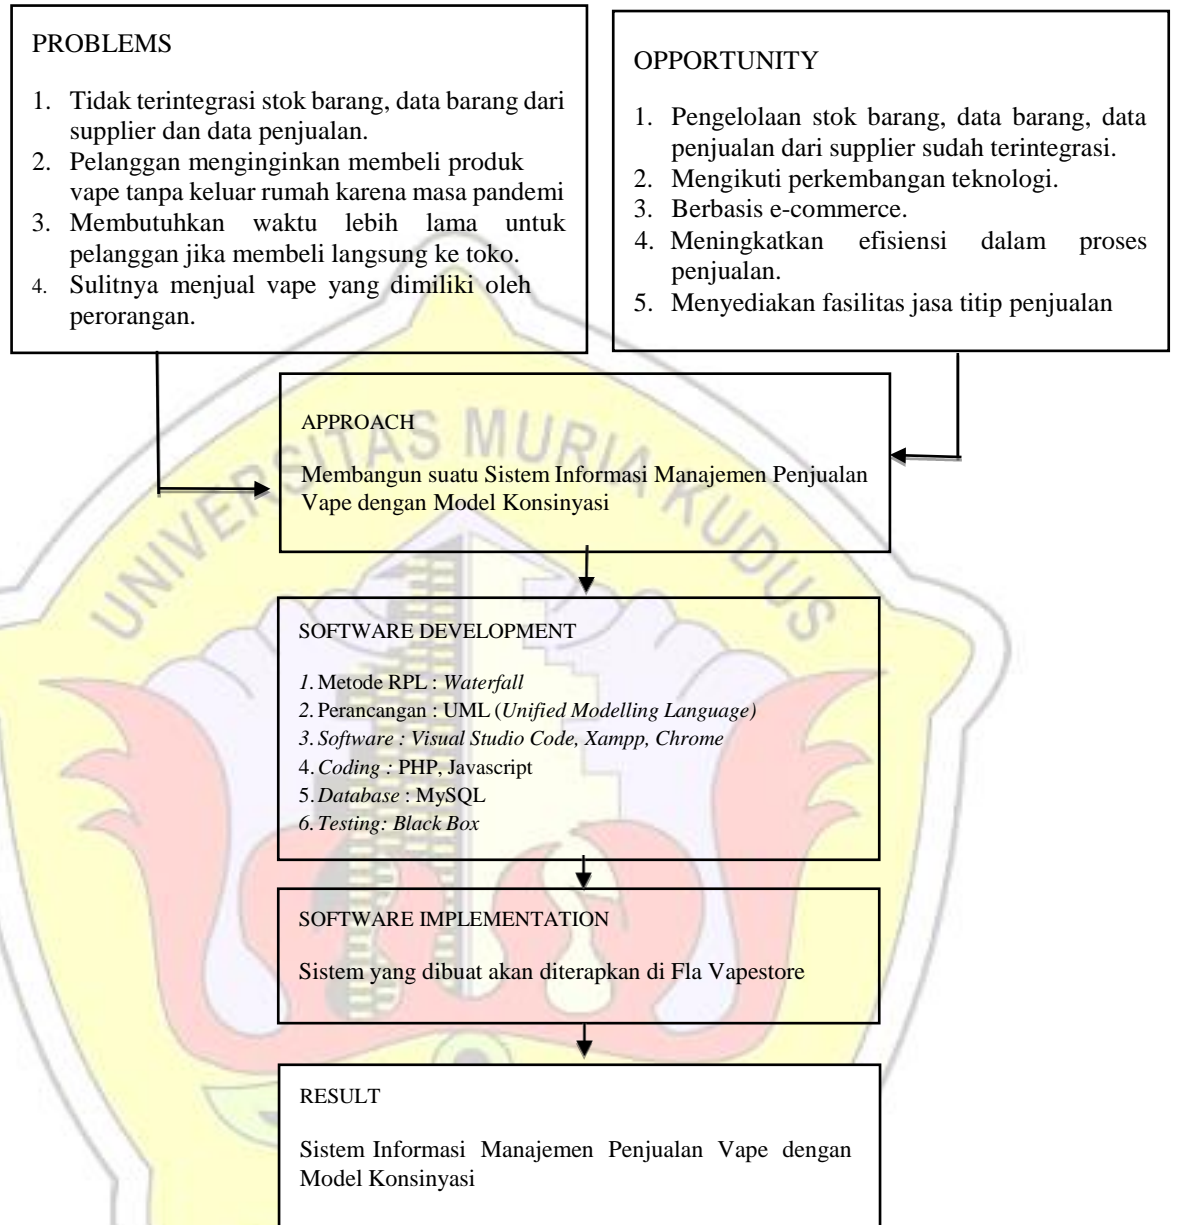 PROBLEMS
1. Tidak terintegrasi stok barang, data barang dari
supplier dan data penjualan.
2. Pelanggan menginginkan membeli produk
vape tanpa keluar rumah karena masa pandemi
3. Membutuhkan waktu lebih lama untuk
pelanggan jika membeli langsung ke toko.
4. Sulitnya menjual vape yang dimiliki oleh
perorangan.
OPPORTUNITY
1. Pengelolaan stok barang, data barang, data
penjualan dari supplier sudah terintegrasi.
2. Mengikuti perkembangan teknologi.
3. Berbasis e-commerce.
4. Meningkatkan efisiensi dalam proses
penjualan.
5. Menyediakan fasilitas jasa titip penjualan
APPROACH
Membangun suatu Sistem Informasi Manajemen Penjualan
Vape dengan Model Konsinyasi
SOFTWARE DEVELOPMENT
1. Metode RPL : Waterfall
2. Perancangan : UML (Unified Modelling Language)
3. Software : Visual Studio Code, Xampp, Chrome
4. Coding : PHP, Javascript
5. Database : MySQL
6. Testing: Black Box
SOFTWARE IMPLEMENTATION
Sistem yang dibuat akan diterapkan di Fla Vapestore
RESULT
Sistem Informasi Manajemen Penjualan Vape dengan
Model Konsinyasi
UNIVERSITAS MURIA KUDUS